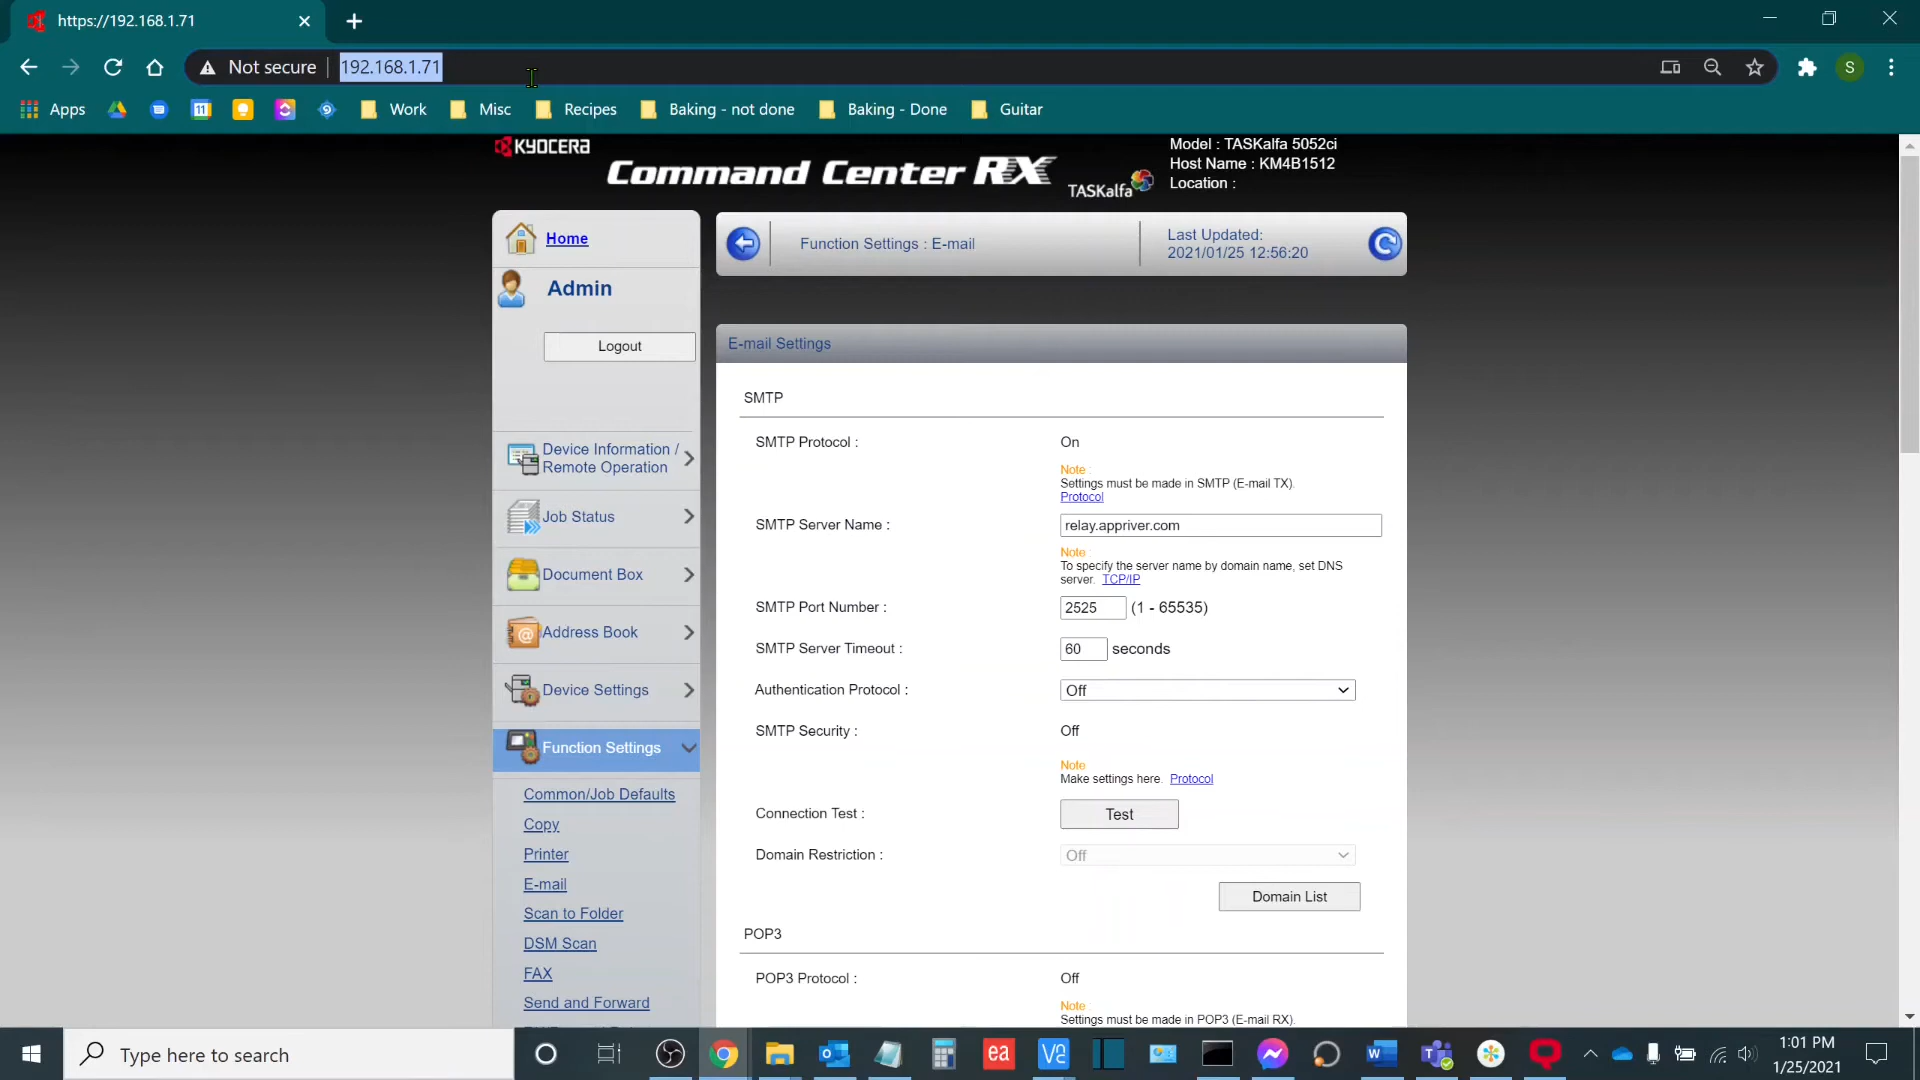 https://192.168.1.71
Not secure
192.168.1.71
S
Apps
11
Work
Misc
Recipes
Baking - not done
Baking - Done
Guitar
KYOCERA
Command Center RX
TASKalfa
Model : TASKalfa 5052ci
Host Name : KM4B1512
Location :
Home
Admin
Logout
Device Information /
Remote Operation
Job Status
Document Box
Address Book
Device Settings
Function Settings
Common/Job Defaults
Copy
Printer
E-mail
Scan to Folder
DSM Scan
FAX
Send and Forward
Function Settings : E-mail
Last Updated:
2021/01/25 12:56:20
E-mail Settings
SMTP
SMTP Protocol :
On
Note :
Settings must be made in SMTP (E-mail TX).
Protocol
SMTP Server Name :
relay.appriver.com
Note :
To specify the server name by domain name, set DNS
server. TCP/IP
SMTP Port Number :
2525 (1 - 65535)
SMTP Server Timeout :
60 seconds
Authentication Protocol :
Off
SMTP Security :
Off
Note
Make settings here. Protocol
Connection Test :
Test
Domain Restriction :
Off
Domain List
POP3
POP3 Protocol :
Off
Note :
Settings must be made in POP3 (E-mail RX).
Type here to search
ea
1:01 PM
1/25/2021